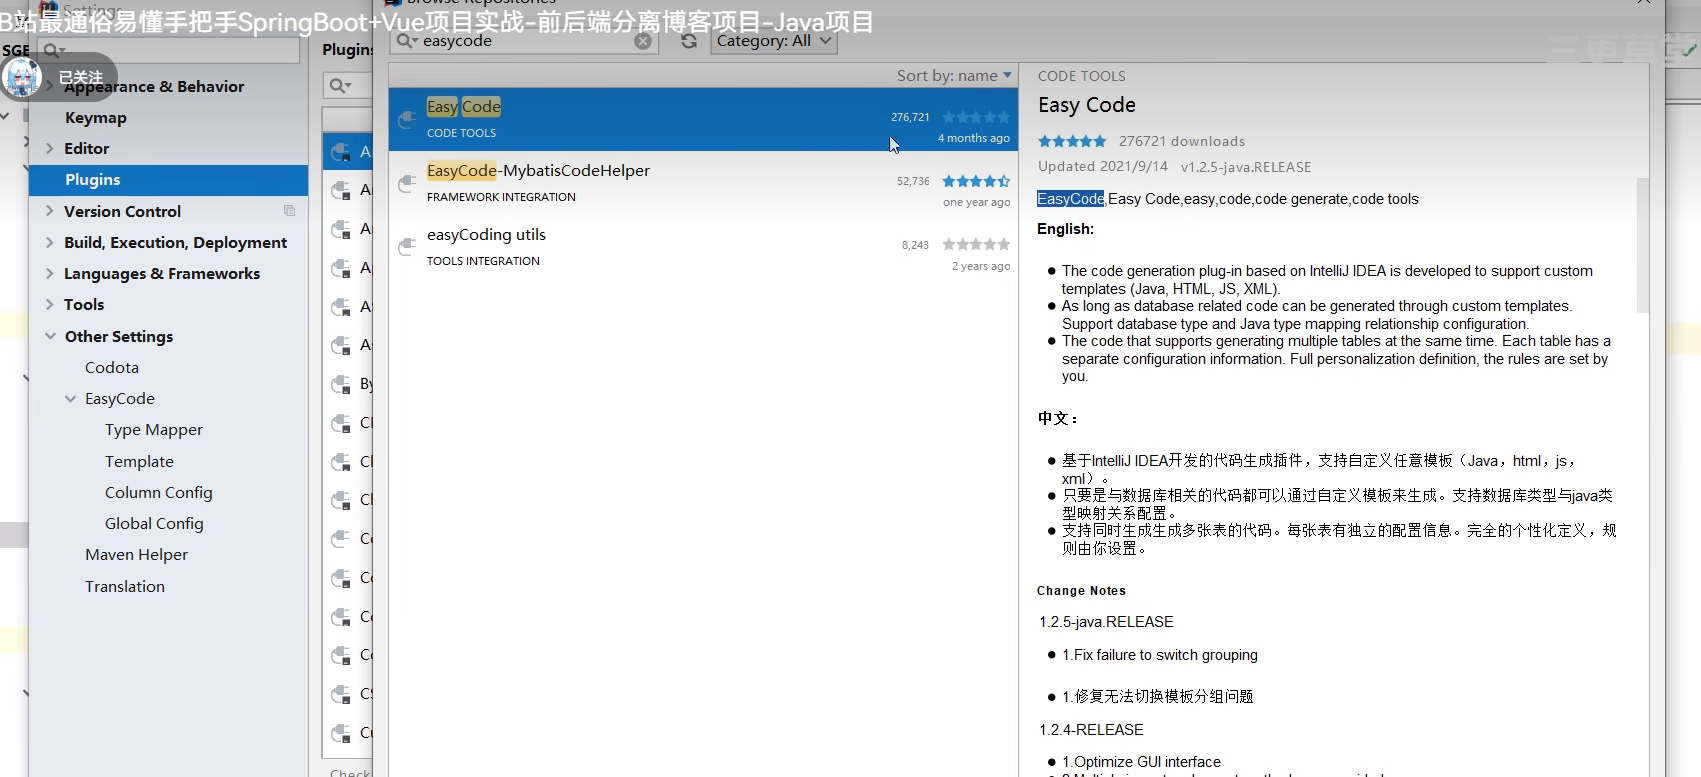 B站最通俗易懂手把手SpringBoot+Vue项目实战-前后端分离博客项目-Java项目
Settings
Browse Repositories
三更草堂
已关注
Appearance & Behavior
Keymap
Editor
Plugins
Version Control
Build, Execution, Deployment
Languages & Frameworks
Tools
Other Settings
Codota
EasyCode
Type Mapper
Template
Column Config
Global Config
Maven Helper
Translation
Plugins
easycode
Category: All
Sort by: name
Easy Code
CODE TOOLS
276,721
4 months ago
EasyCode-MybatisCodeHelper
FRAMEWORK INTEGRATION
52,736
one year ago
easyCoding utils
TOOLS INTEGRATION
8,243
2 years ago
CODE TOOLS
Easy Code
276721 downloads
Updated 2021/9/14 v1.2.5-java.RELEASE
EasyCode,Easy Code,easy,code,code generate,code tools
English:
● The code generation plug-in based on IntelliJ IDEA is developed to support custom
templates (Java, HTML, JS, XML).
● As long as database related code can be generated through custom templates.
Support database type and Java type mapping relationship configuration.
● The code that supports generating multiple tables at the same time. Each table has a
separate configuration information. Full personalization definition, the rules are set by
you.
中文：
● 基于IntelliJ IDEA开发的代码生成插件，支持自定义任意模板（Java，html，js，
xml）。
● 只要是与数据库相关的代码都可以通过自定义模板来生成。支持数据库类型与java类
型映射关系配置。
● 支持同时生成生成多张表的代码。每张表有独立的配置信息。完全的个性化定义，规
则由你设置。
Change Notes
1.2.5-java.RELEASE
● 1.Fix failure to switch grouping
● 1.修复无法切换模板分组问题
1.2.4-RELEASE
● 1.Optimize GUI interface